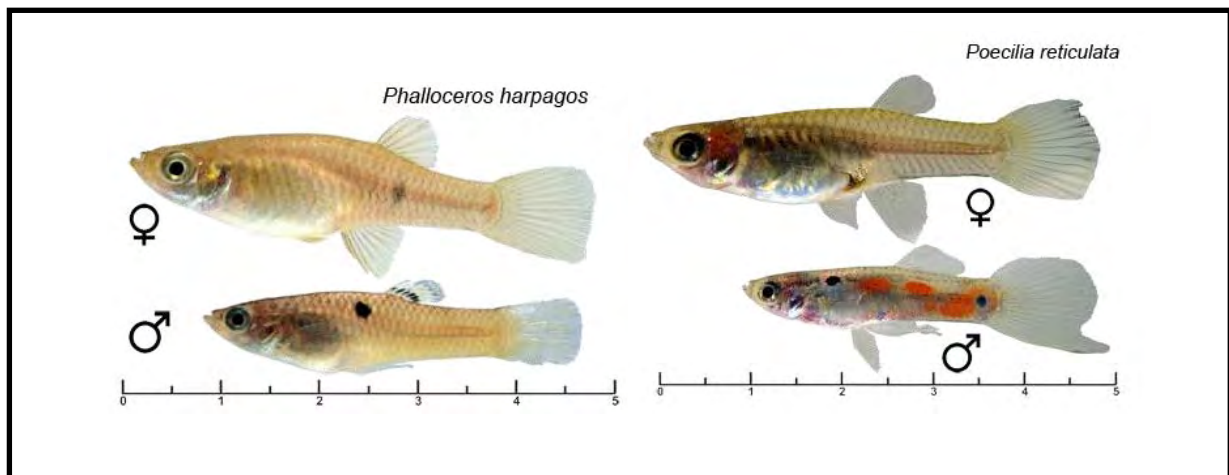 Phalloceros harpagos
♀
♂
0 1 2 3 4 5
Poecilia reticulata
♀
♂
0 1 2 3 4 5